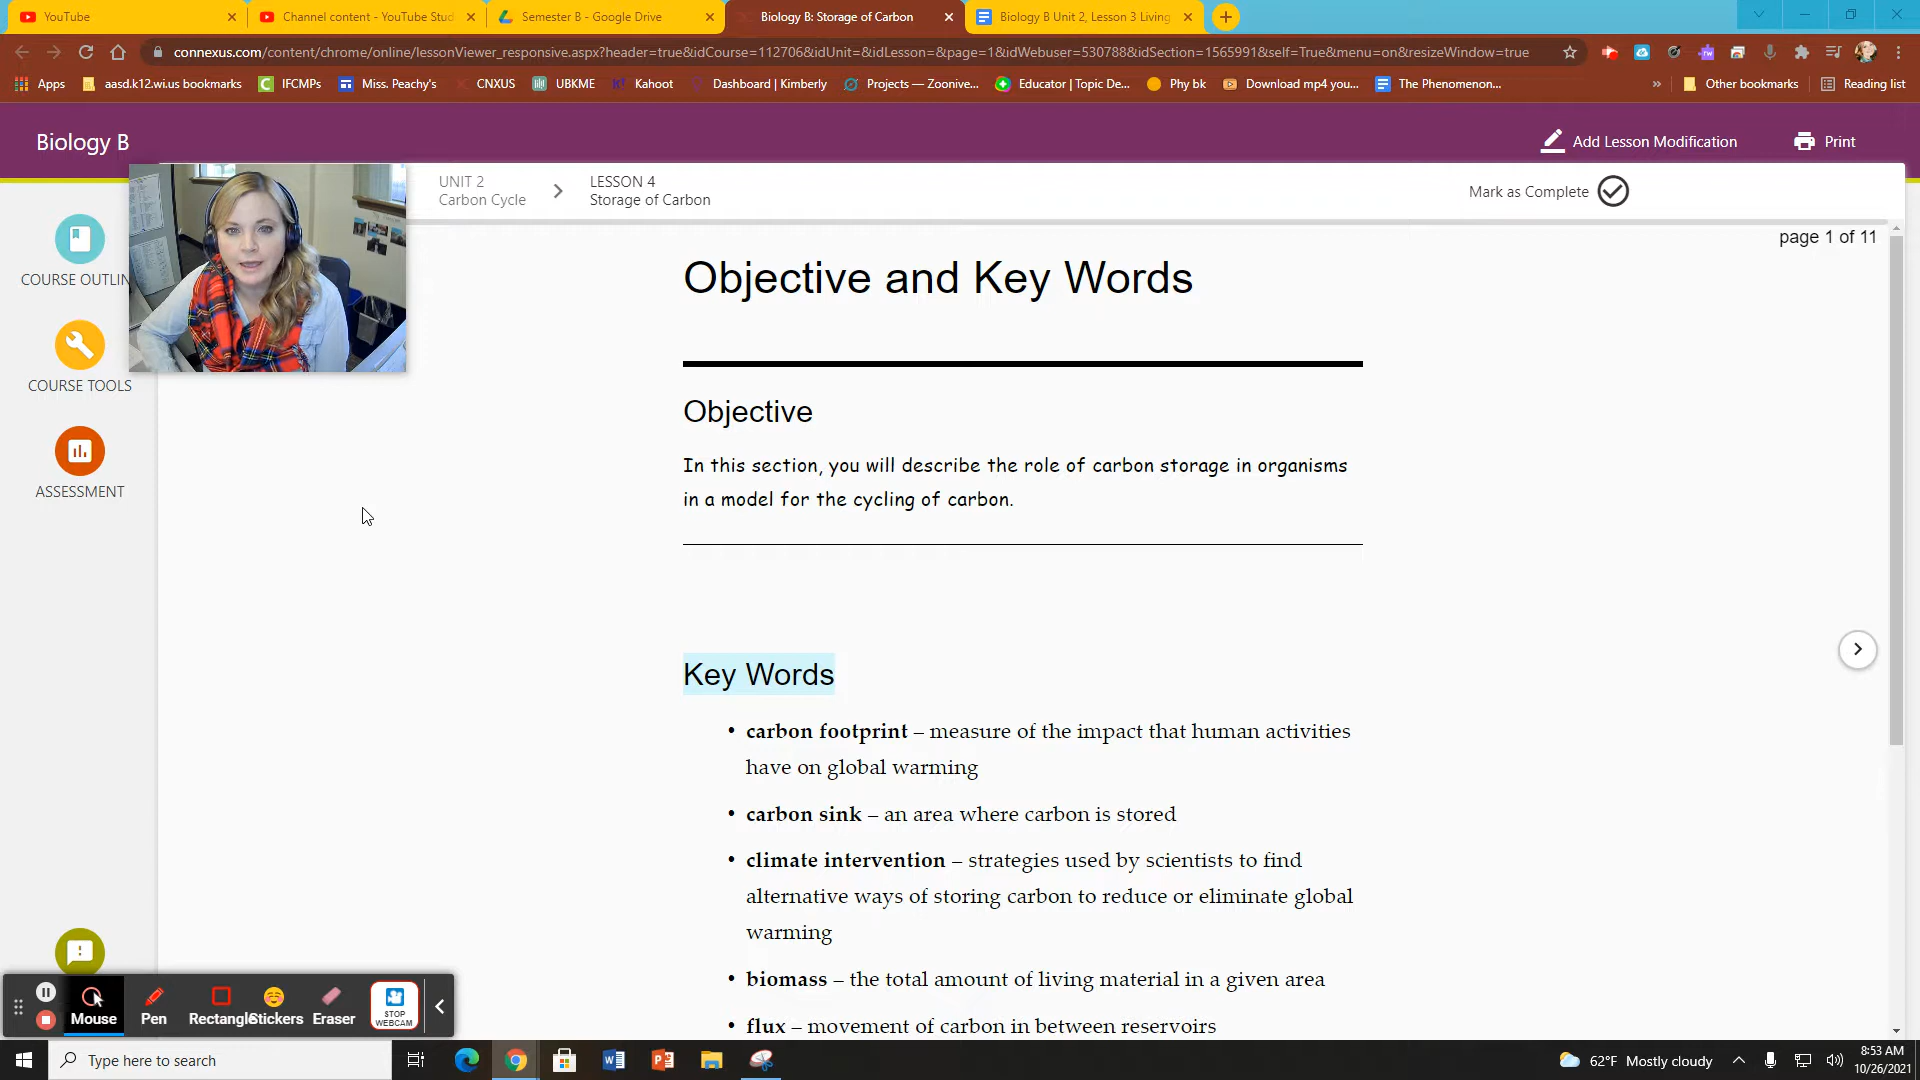 YouTube
Channel content - YouTube Stud
Semester B - Google Drive
Biology B: Storage of Carbon
Biology B Unit 2, Lesson 3 Living
connexus.com/content/chrome/online/lessonViewer_responsive.aspx?header=true&idCourse=112706&idUnit=&idLesson=&page=1&idWebuser=530788&idSection=1565991&self=True&menu=on&resizeWindow=true
Apps
aasd.k12.wi.us bookmarks
IFCMPs
Miss. Peachy's
CNXUS
UBKME
Kahoot
Dashboard | Kimberly
Projects — Zoonive...
Educator | Topic De...
Phy bk
Download mp4 you...
The Phenomenon...
»
Other bookmarks
Reading list
Biology B
Add Lesson Modification
Print
UNIT 2
Carbon Cycle
LESSON 4
Storage of Carbon
Mark as Complete
page 1 of 11
COURSE OUTLIN
COURSE TOOLS
ASSESSMENT
Objective and Key Words
Objective
In this section, you will describe the role of carbon storage in organisms
in a model for the cycling of carbon.
Key Words
• carbon footprint – measure of the impact that human activities
have on global warming
• carbon sink – an area where carbon is stored
• climate intervention – strategies used by scientists to find
alternative ways of storing carbon to reduce or eliminate global
warming
• biomass – the total amount of living material in a given area
• flux – movement of carbon in between reservoirs
Mouse
Pen
Rectangle
Stickers
Eraser
STOP
WEBCAM
Type here to search
62°F Mostly cloudy
8:53 AM
10/26/2021